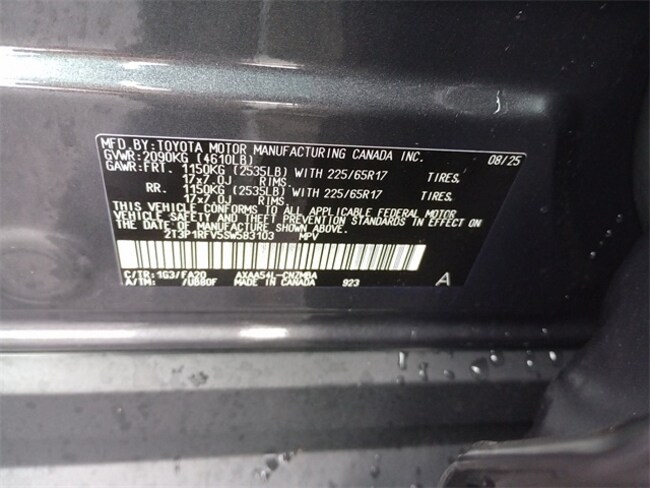 MFD.BY:TOYOTA MOTOR MANUFACTURING CANADA INC. 08/25
GVWR:2090KG (4610LB)
GAWR:FRT. 1150KG (2535LB) WITH 225/65R17 TIRES,
17x7.0J RIMS.
RR. 1150KG (2535LB) WITH 225/65R17 TIRES,
17x7.0J RIMS.
THIS VEHICLE CONFORMS TO ALL APPLICABLE FEDERAL MOTOR
VEHICLE SAFETY AND THEFT PREVENTION STANDARDS IN EFFECT ON
THE DATE OF MANUFACTURE SHOWN ABOVE.
2T3P1RFV5SW583103 MPV
C/TR:1G3/FA20 AXAA54L-CNZMBA
A/TM: /UB80F MADE IN CANADA 923 A